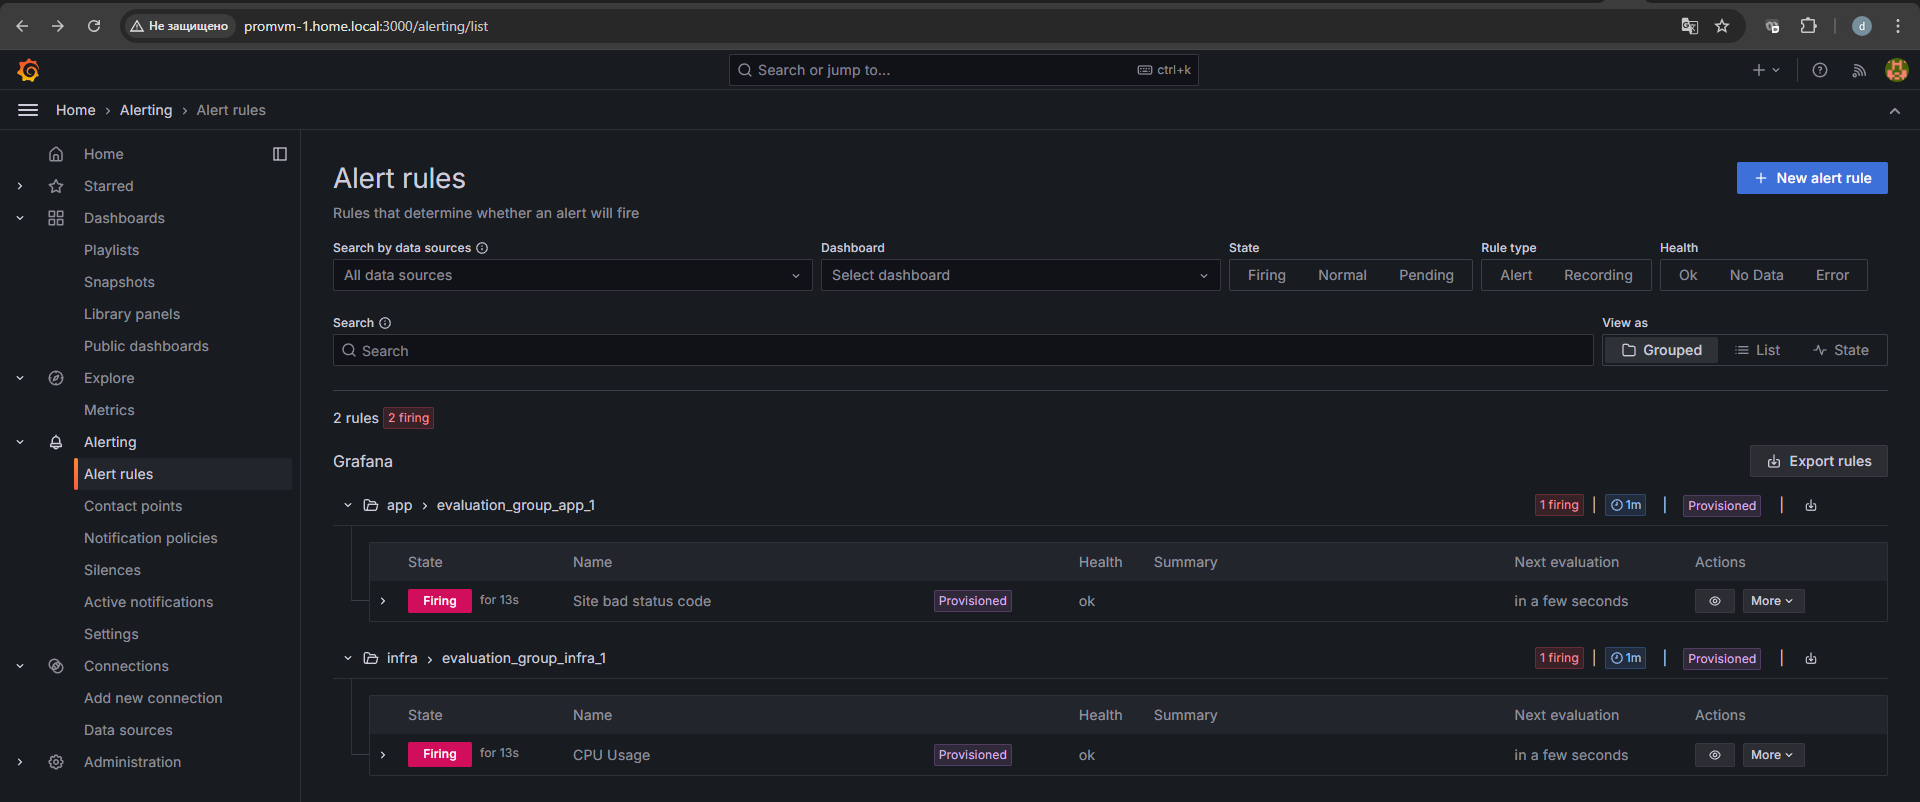 Не защищено promvm-1.home.local:3000/alerting/list d
Search or jump to... ctrl+k
Home › Alerting › Alert rules
Home
Starred
Dashboards
Playlists
Snapshots
Library panels
Public dashboards
Explore
Metrics
Alerting
Alert rules
Contact points
Notification policies
Silences
Active notifications
Settings
Connections
Add new connection
Data sources
Administration
Alert rules
+ New alert rule
Rules that determine whether an alert will fire
Search by data sources Dashboard State Rule type Health
All data sources Select dashboard Firing Normal Pending Alert Recording Ok No Data Error
Search View as
Search Grouped List State
2 rules 2 firing
Grafana Export rules
app › evaluation_group_app_1 1 firing | 1m | Provisioned |
State Name Health Summary Next evaluation Actions
Firing for 13s Site bad status code Provisioned ok in a few seconds More
infra › evaluation_group_infra_1 1 firing | 1m | Provisioned |
State Name Health Summary Next evaluation Actions
Firing for 13s CPU Usage Provisioned ok in a few seconds More